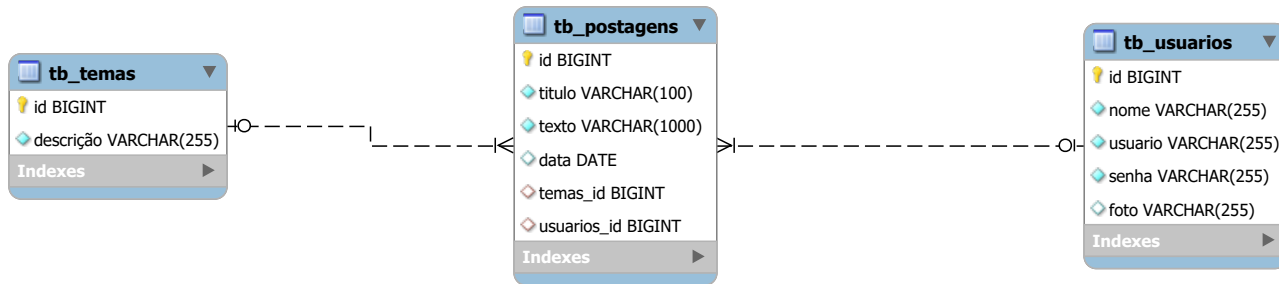 tb_temas
id BIGINT
descrição VARCHAR(255)
Indexes
tb_postagens
id BIGINT
titulo VARCHAR(100)
texto VARCHAR(1000)
data DATE
temas_id BIGINT
usuarios_id BIGINT
Indexes
tb_usuarios
id BIGINT
nome VARCHAR(255)
usuario VARCHAR(255)
senha VARCHAR(255)
foto VARCHAR(255)
Indexes